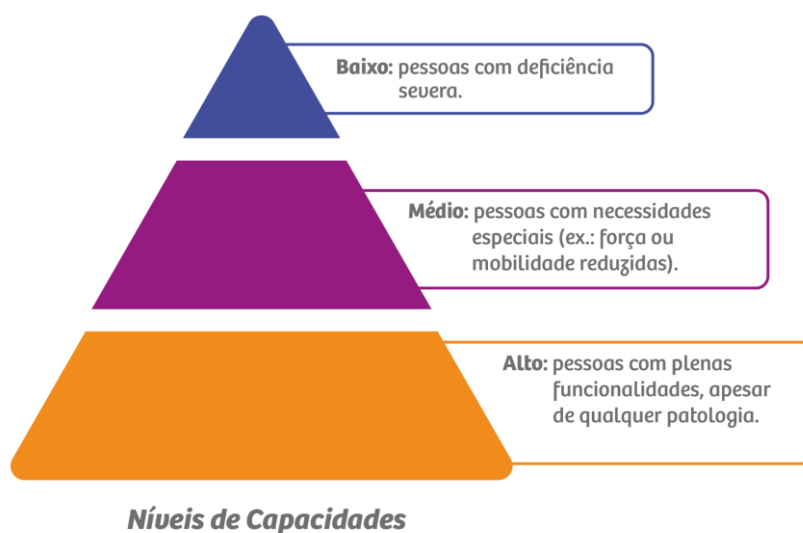 Baixo: pessoas com deficiência
severa.
Médio: pessoas com necessidades
especiais (ex.: força ou
mobilidade reduzidas).
Alto: pessoas com plenas
funcionalidades, apesar
de qualquer patologia.
Níveis de Capacidades